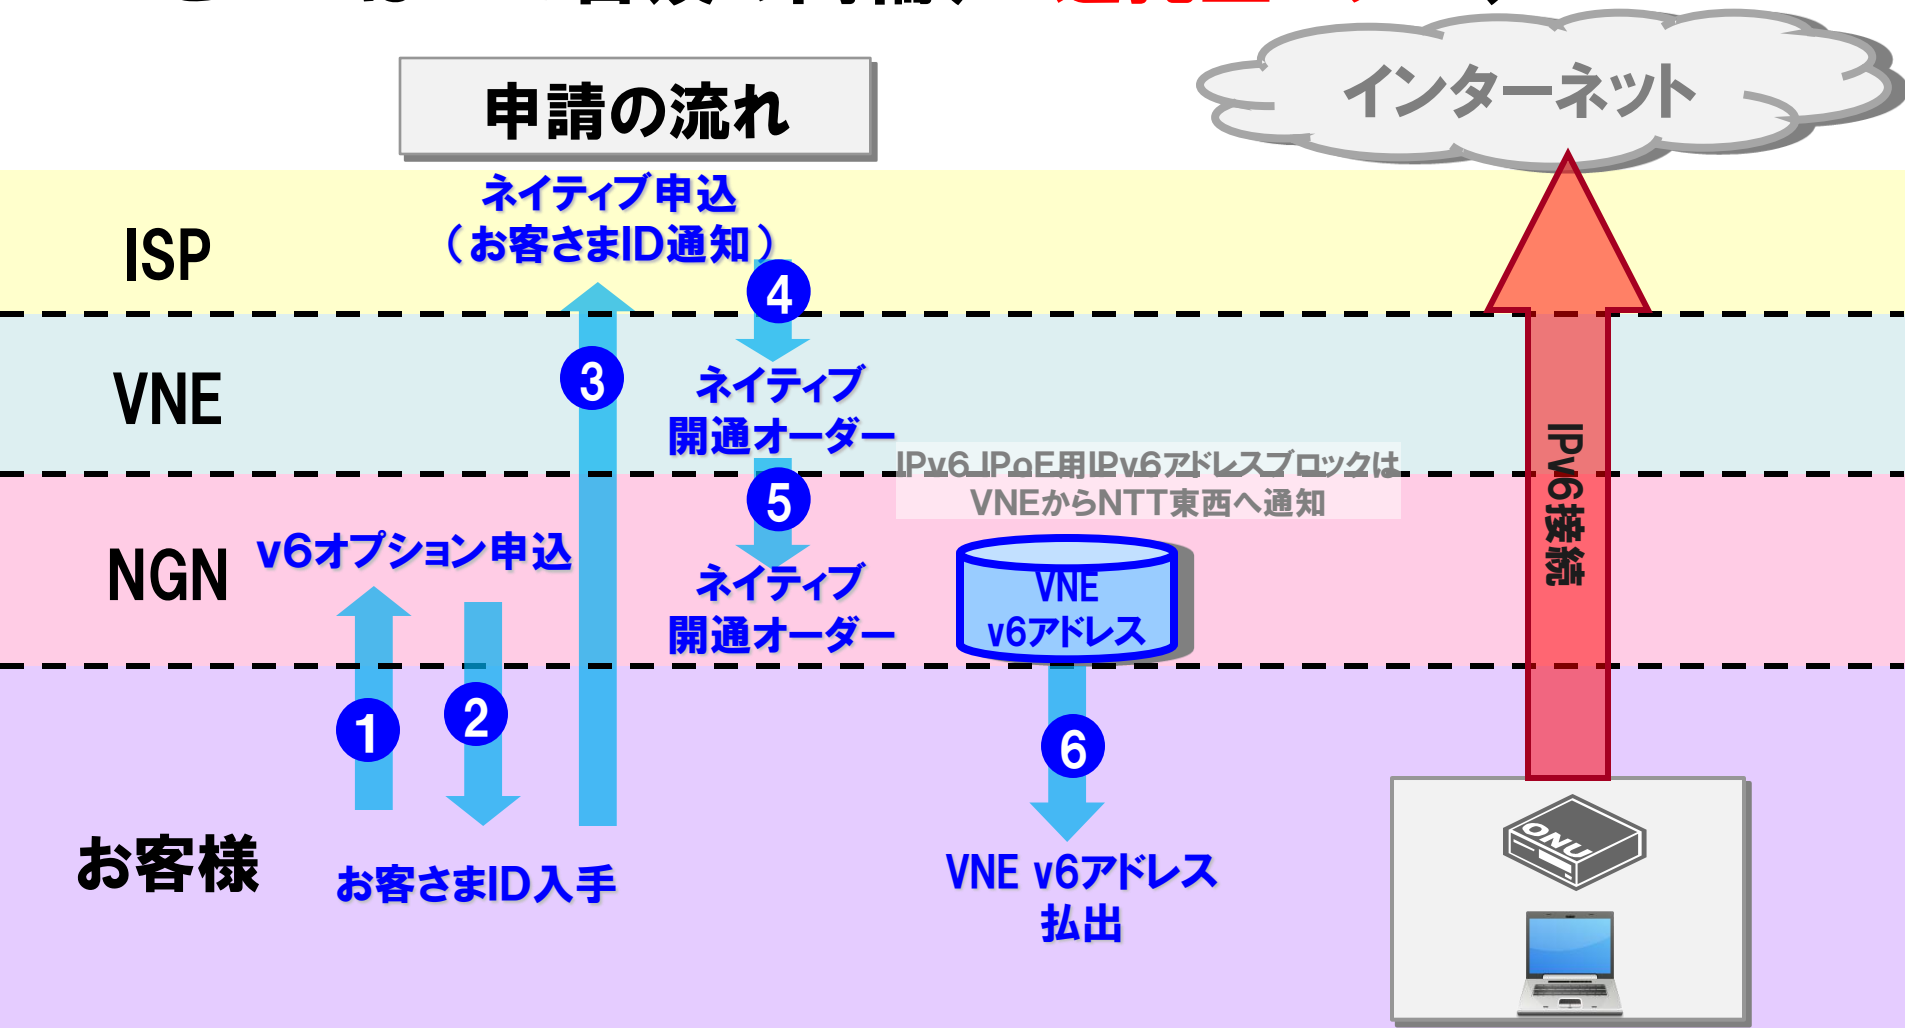 申請の流れ
インターネット
ISP
ネイティブ申込
（お客さまID通知）
4
VNE
3
ネイティブ
開通オーダー
IPv6 IPoE用IPv6アドレスブロックは
VNEからNTT東西へ通知
5
NGN
v6オプション申込
ネイティブ
開通オーダー
VNE
v6アドレス
IPv6接続
1
2
6
お客様
お客さまID入手
VNE v6アドレス
払出
ONU